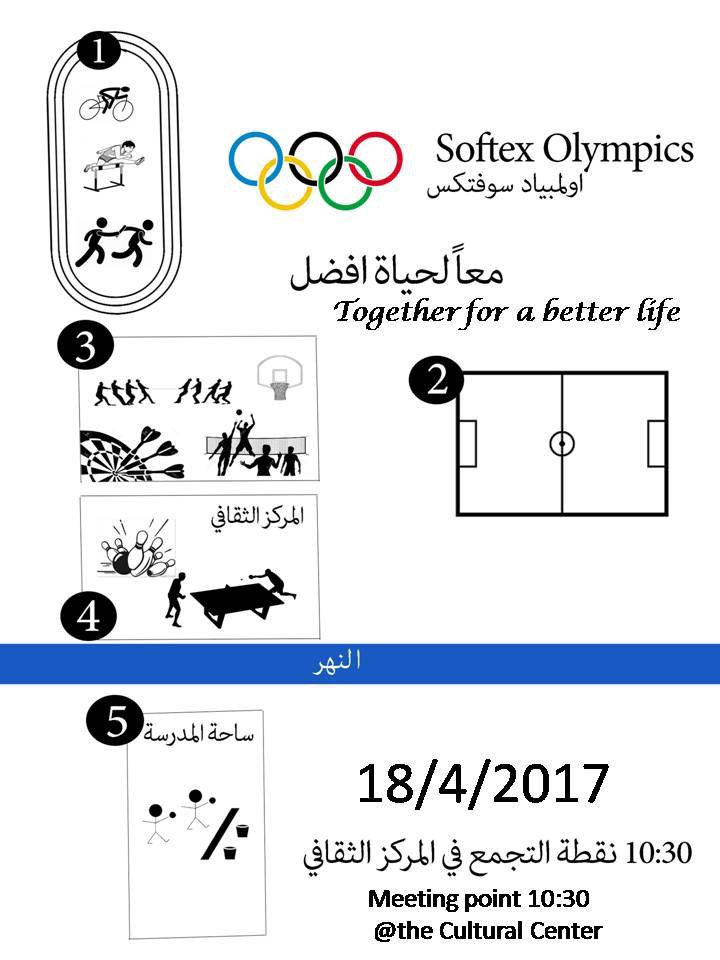 1
Softex Olympics
اولمبياد سوفتكس
معاً لحياة افضل
Together for a better life
3
2
المركز الثقافي
4
النهر
5
ساحة المدرسة
18/4/2017
10:30 نقطة التجمع في المركز الثقافي
Meeting point 10:30
@the Cultural Center